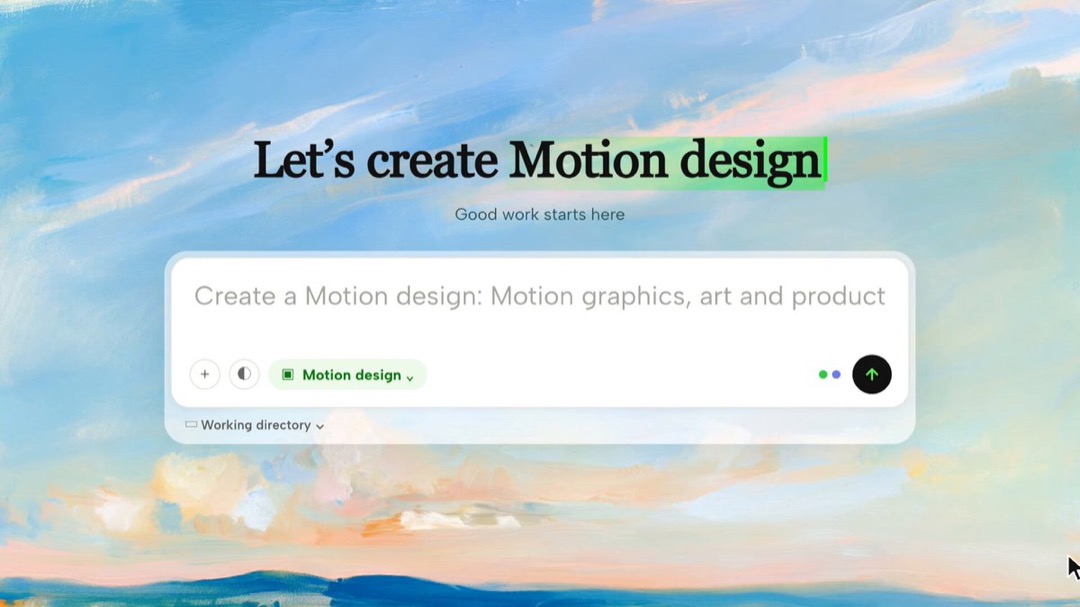 Let’s create Motion design
Good work starts here
Create a Motion design: Motion graphics, art and product
Motion design
Working directory